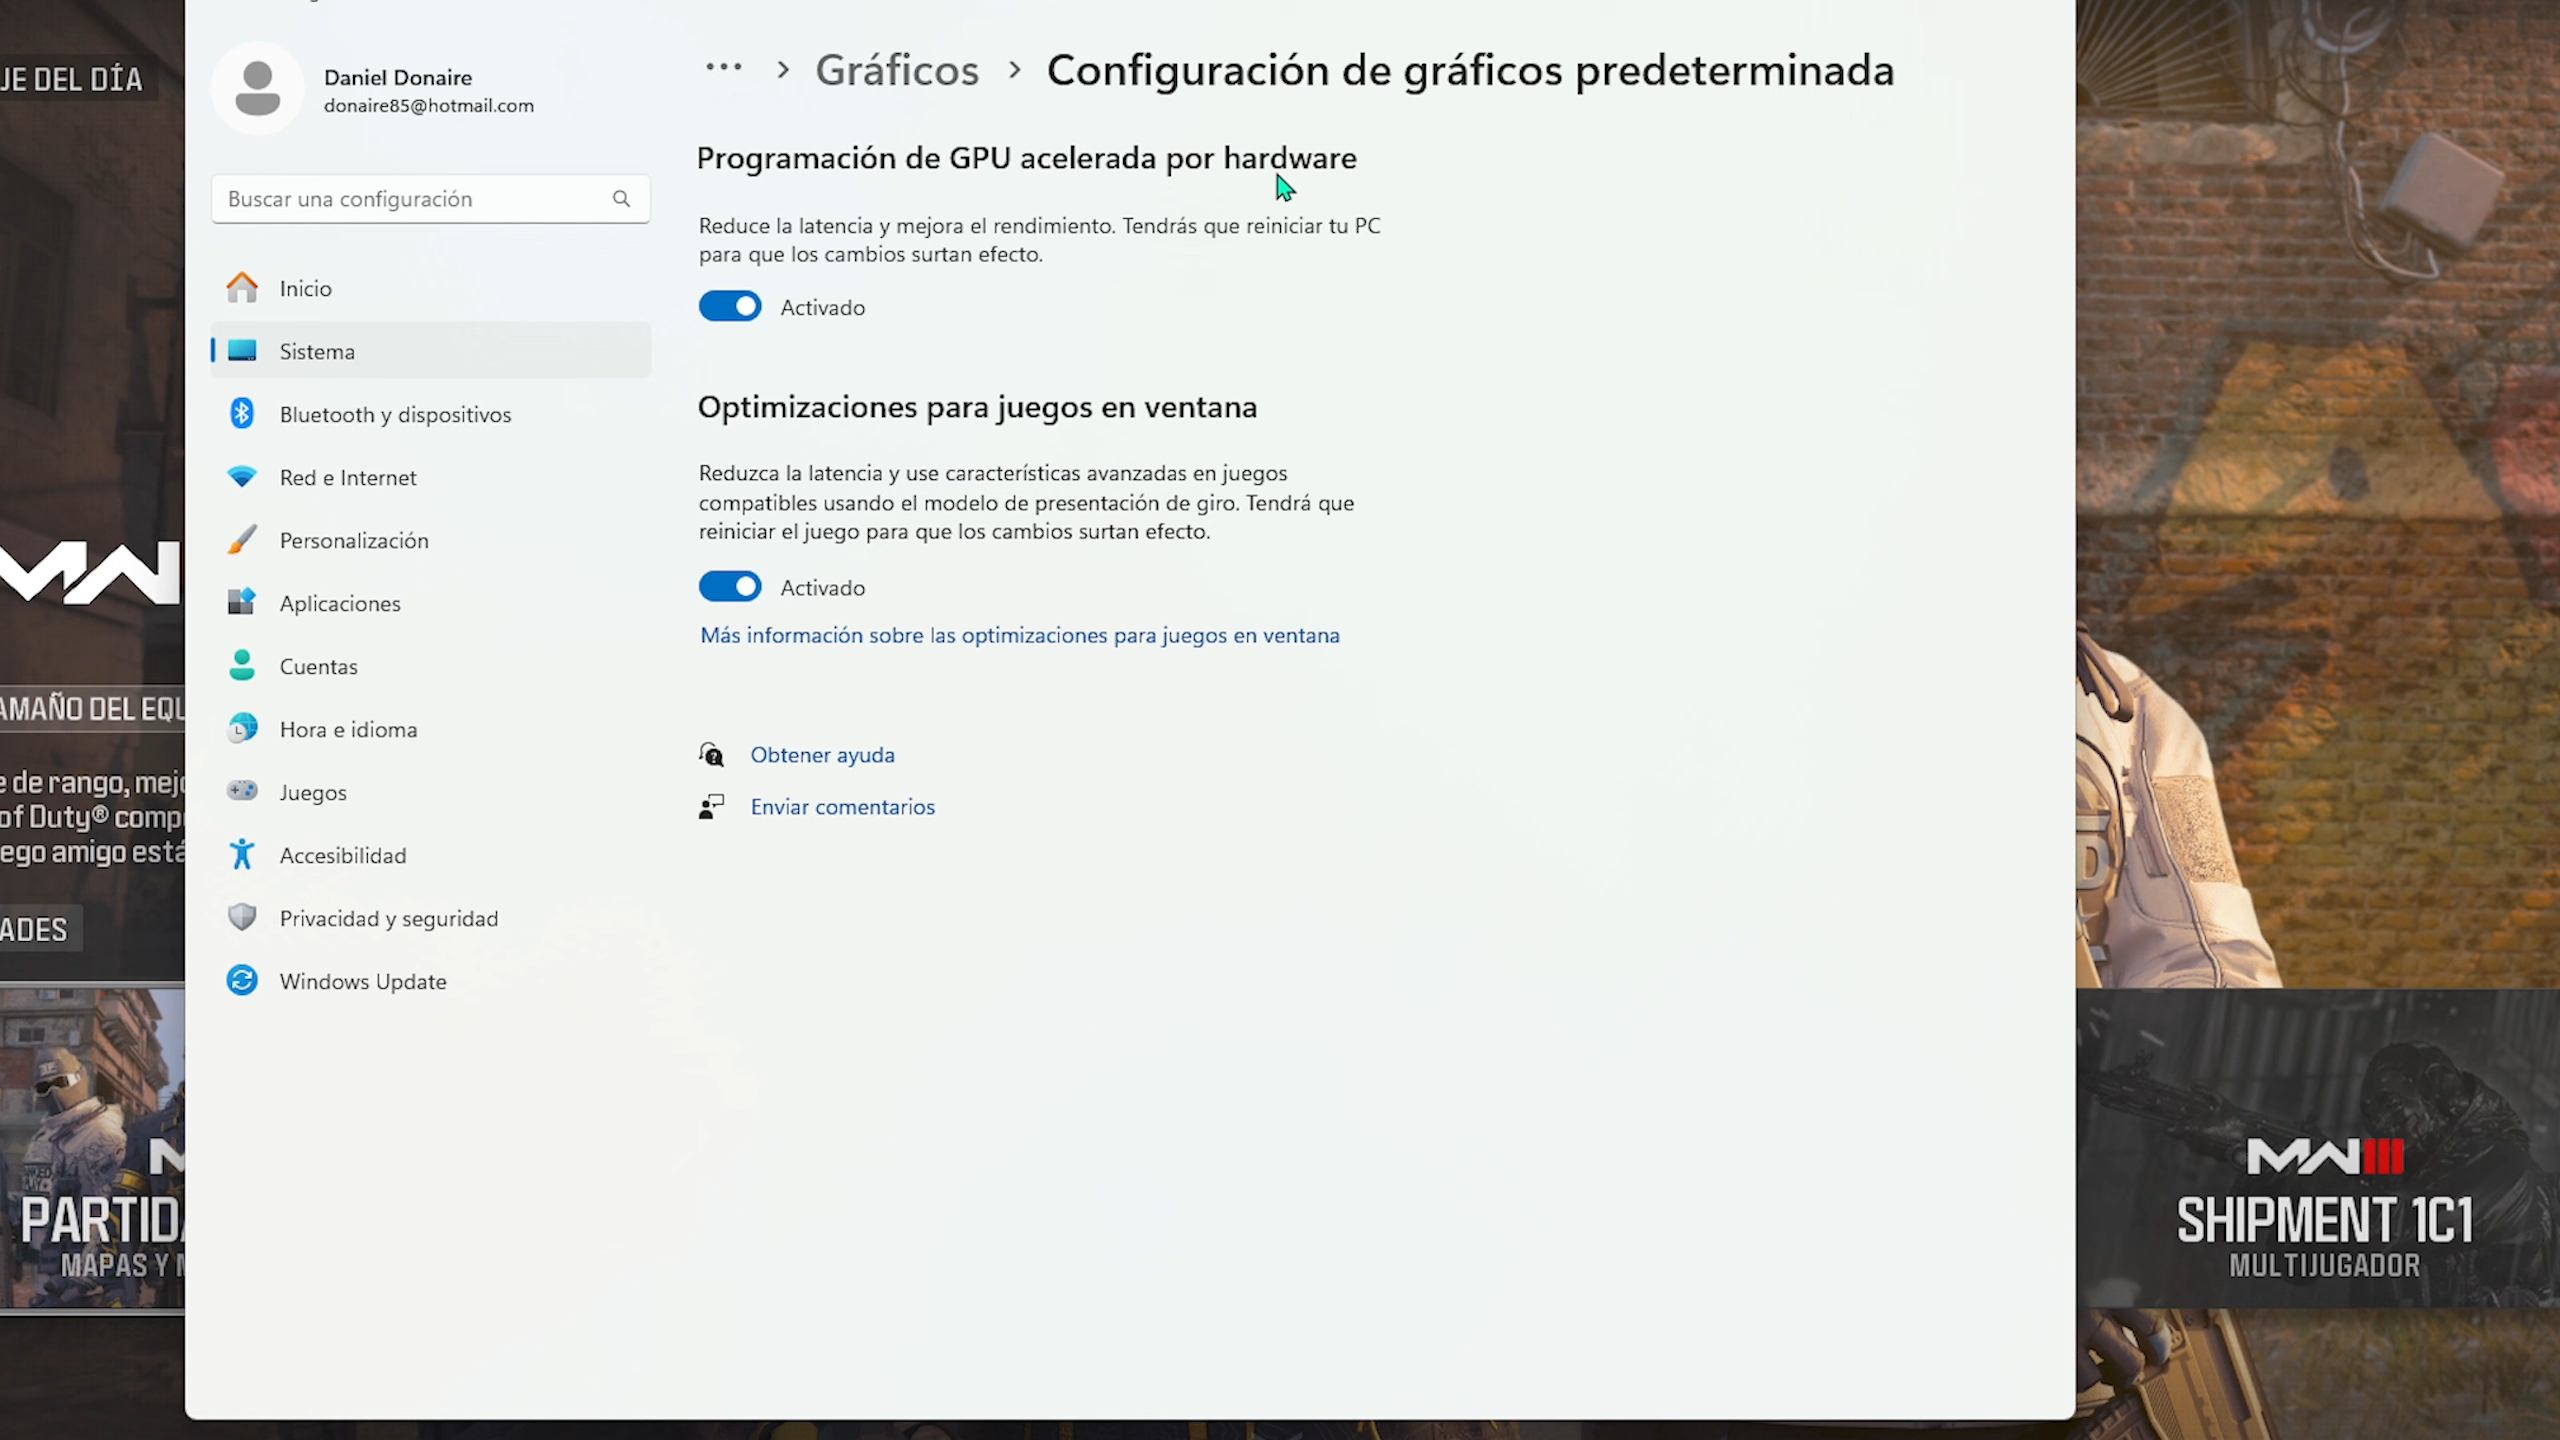 JE DEL DÍA
Daniel Donaire
donaire85@hotmail.com
Buscar una configuración
Inicio
Sistema
Bluetooth y dispositivos
Red e Internet
Personalización
Aplicaciones
Cuentas
Hora e idioma
Juegos
Accesibilidad
Privacidad y seguridad
Windows Update
··· > Gráficos > Configuración de gráficos predeterminada
Programación de GPU acelerada por hardware
Reduce la latencia y mejora el rendimiento. Tendrás que reiniciar tu PC
para que los cambios surtan efecto.
Activado
Optimizaciones para juegos en ventana
Reduzca la latencia y use características avanzadas en juegos
compatibles usando el modelo de presentación de giro. Tendrá que
reiniciar el juego para que los cambios surtan efecto.
Activado
Más información sobre las optimizaciones para juegos en ventana
Obtener ayuda
Enviar comentarios
MW
AMAÑO DEL EQU
e de rango, mejo
of Duty® comp
ego amigo está
ADES
PARTIDA
MAPAS Y M
MWIII
SHIPMENT 1C1
MULTIJUGADOR